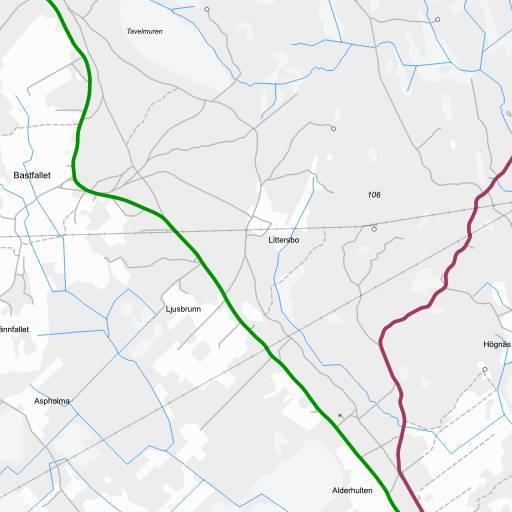 Tavelmuren
Bastfallet
106
Littersbo
Ljusbrunn
ännfallet
Högnäs
Aspholma
Alderhulten